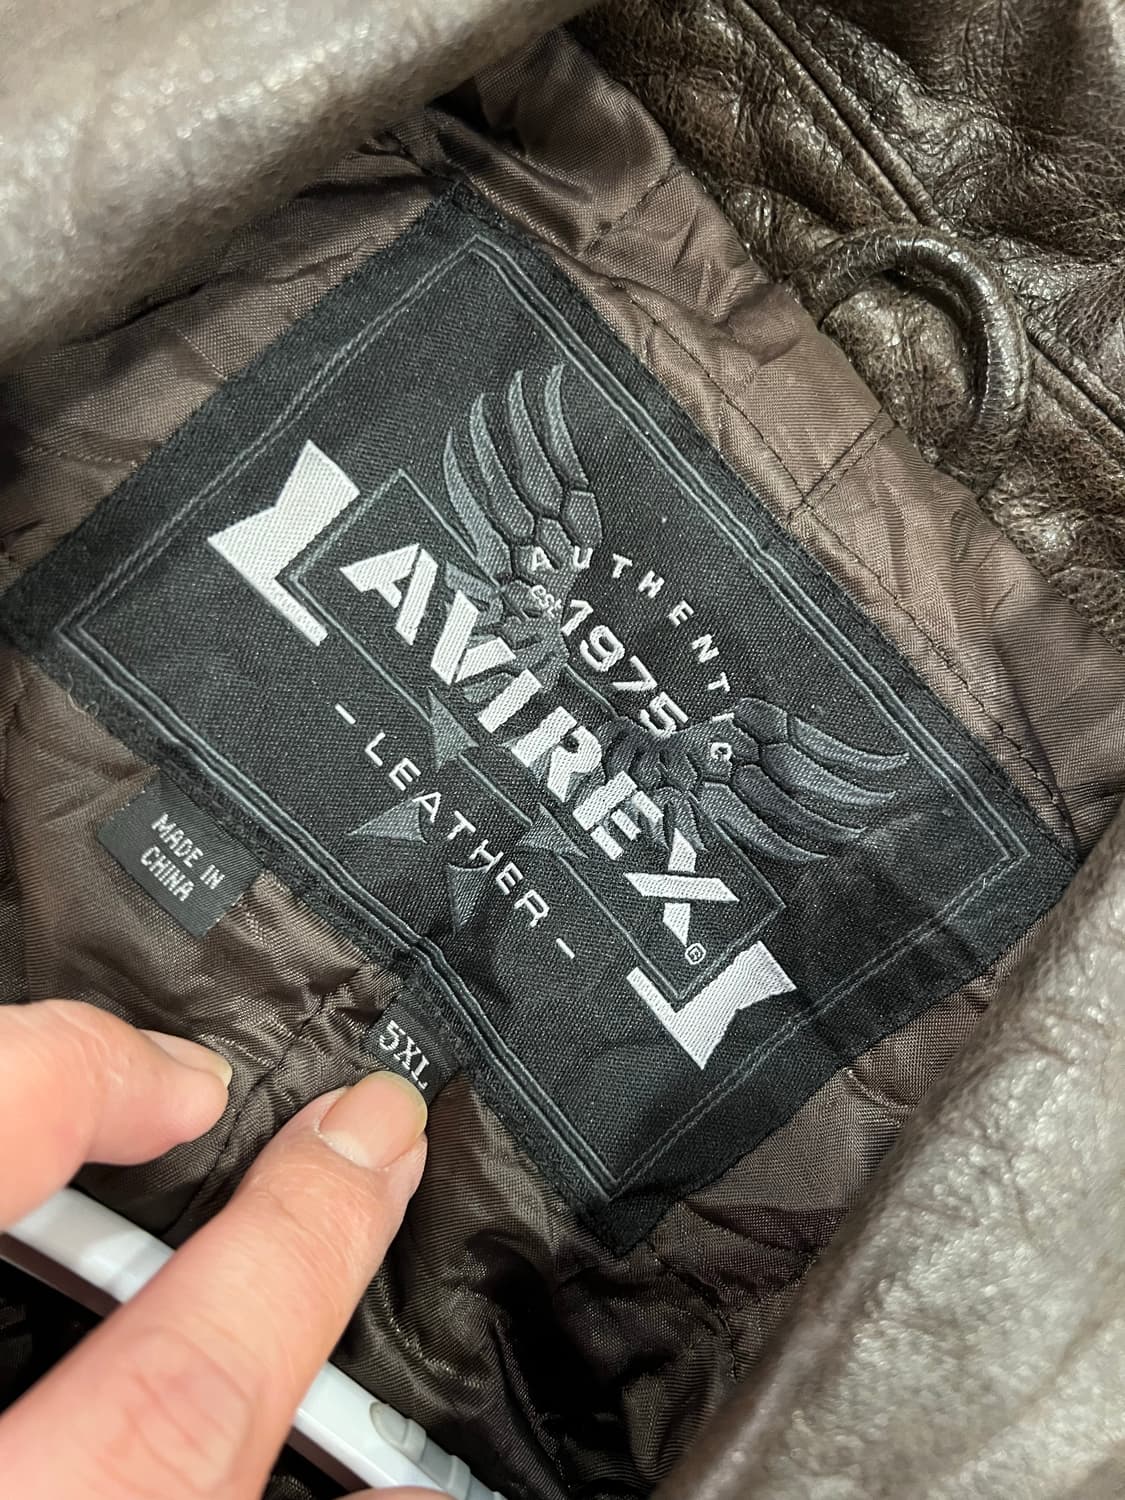 AUTHENTIC
est. 1975
AVIREX®
- LEATHER -
MADE IN
CHINA
5XL